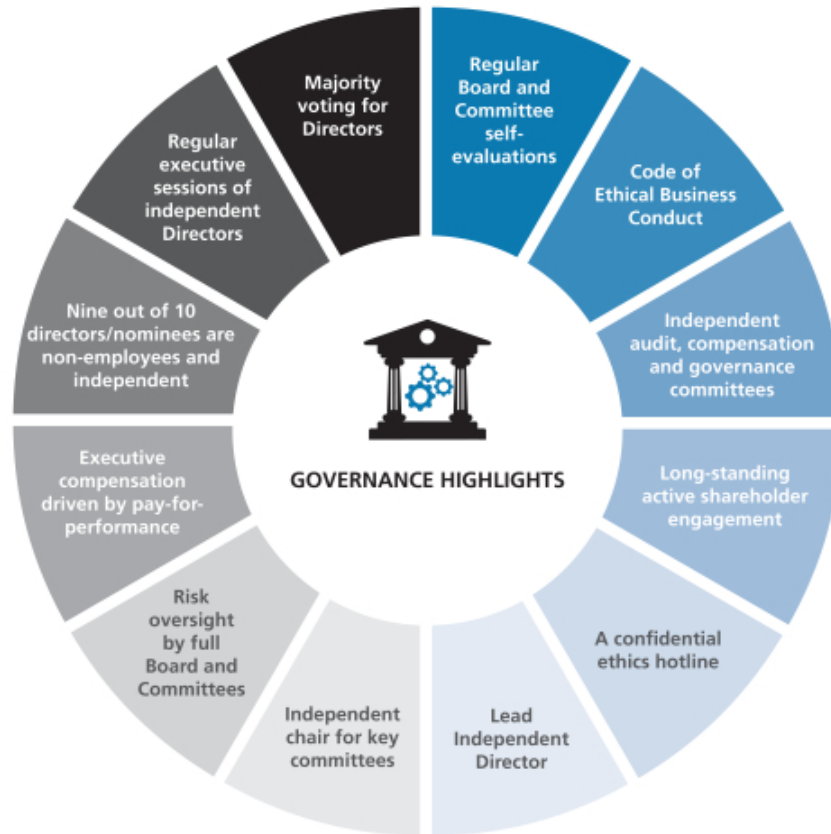 Majority
voting for
Directors
Regular
Board and
Committee
self-
evaluations
Code of
Ethical Business
Conduct
Independent
audit, compensation
and governance
committees
Long-standing
active shareholder
engagement
A confidential
ethics hotline
Lead
Independent
Director
Independent
chair for key
committees
Risk
oversight
by full
Board and
Committees
Executive
compensation
driven by pay-for-
performance
Nine out of 10
directors/nominees are
non-employees and
independent
Regular
executive
sessions of
independent
Directors
GOVERNANCE HIGHLIGHTS